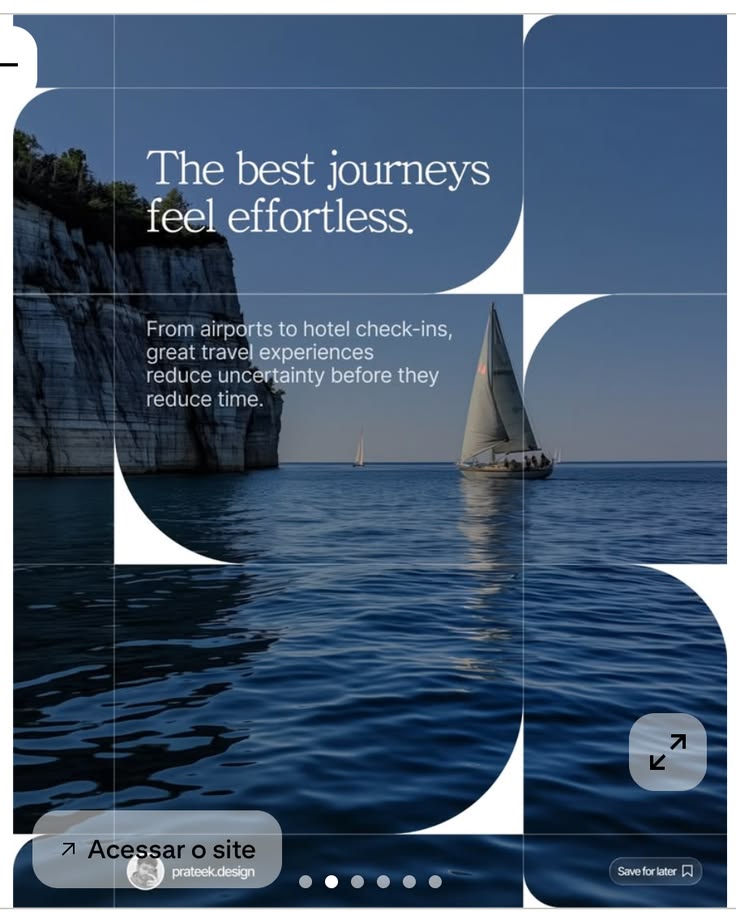 The best journeys
feel effortless.
From airports to hotel check-ins,
great travel experiences
reduce uncertainty before they
reduce time.
Acessar o site
prateek.design
Save for later